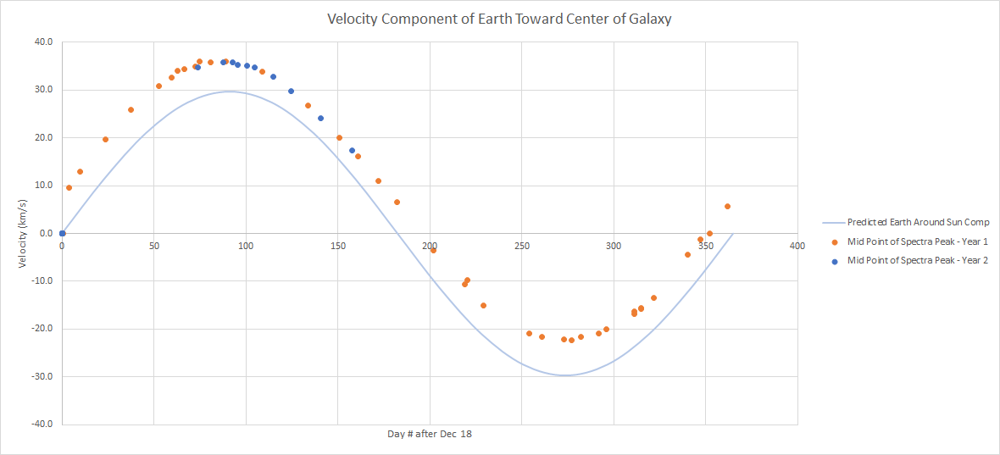 Velocity Component of Earth Toward Center of Galaxy
40.0
30.0
20.0
10.0
0.0
-10.0
-20.0
-30.0
-40.0
Velocity (km/s)
0 50 100 150 200 250 300 350 400
Day # after Dec 18
Predicted Earth Around Sun Comp
Mid Point of Spectra Peak - Year 1
Mid Point of Spectra Peak - Year 2